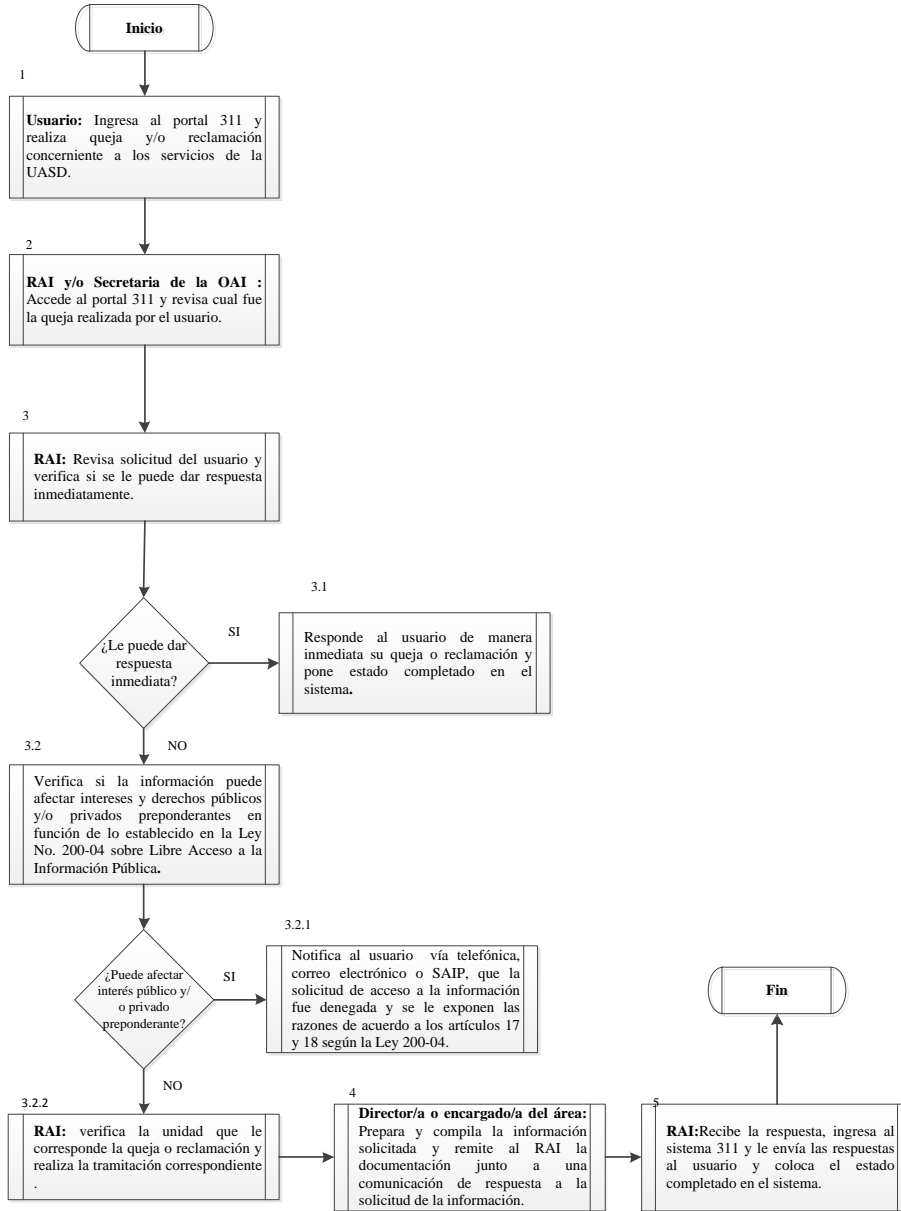 Inicio
1
Usuario: Ingresa al portal 311 y
realiza queja y/o reclamación
concerniente a los servicios de la
UASD.
2
RAI y/o Secretaria de la OAI :
Accede al portal 311 y revisa cual fue
la queja realizada por el usuario.
3
RAI: Revisa solicitud del usuario y
verifica si se le puede dar respuesta
inmediatamente.
¿Le puede dar
respuesta
inmediata?
SI
3.1
Responde al usuario de manera
inmediata su queja o reclamación y
pone estado completado en el
sistema.
NO
3.2
Verifica si la información puede
afectar intereses y derechos públicos
y/o privados preponderantes en
función de lo establecido en la Ley
No. 200-04 sobre Libre Acceso a la
Información Pública.
¿Puede afectar
interés público y/
o privado
preponderante?
SI
3.2.1
Notifica al usuario vía telefónica,
correo electrónico o SAIP, que la
solicitud de acceso a la información
fue denegada y se le exponen las
razones de acuerdo a los artículos 17
y 18 según la Ley 200-04.
NO
3.2.2
RAI: verifica la unidad que le
corresponde la queja o reclamación y
realiza la tramitación correspondiente
.
4
Director/a o encargado/a del área:
Prepara y compila la información
solicitada y remite al RAI la
documentación junto a una
comunicación de respuesta a la
solicitud de la información.
5
RAI:Recibe la respuesta, ingresa al
sistema 311 y le envía las respuestas
al usuario y coloca el estado
completado en el sistema.
Fin